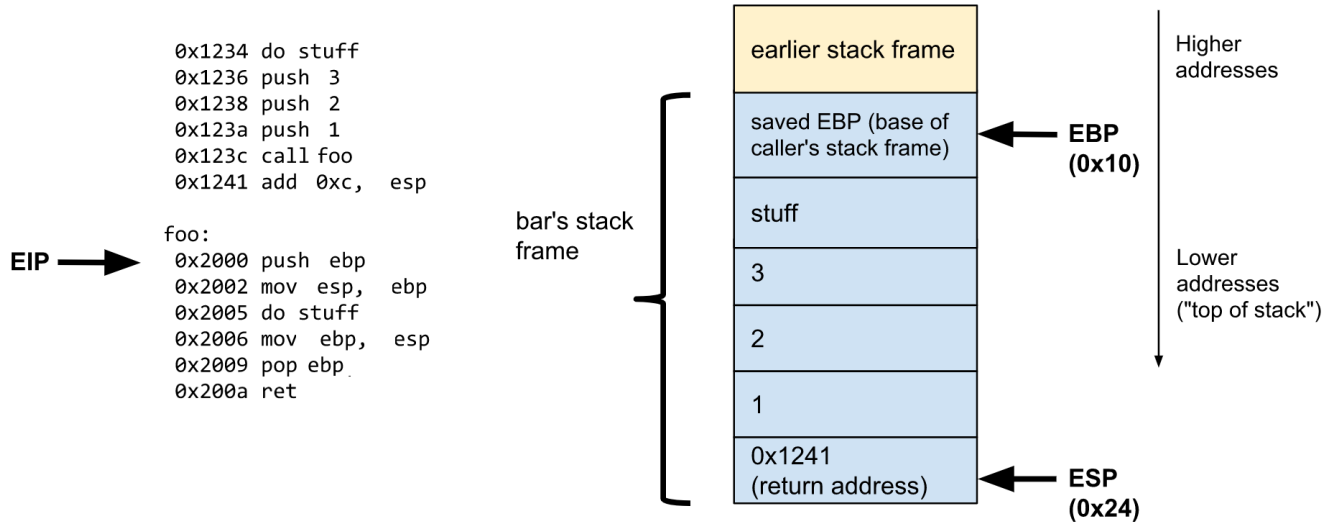 0x1234 do stuff
0x1236 push 3
0x1238 push 2
0x123a push 1
0x123c call foo
0x1241 add 0xc, esp
foo:
EIP
0x2000 push ebp
0x2002 mov esp, ebp
0x2005 do stuff
0x2006 mov ebp, esp
0x2009 pop ebp
0x200a ret
bar's stack
frame
earlier stack frame
saved EBP (base of
caller's stack frame)
stuff
3
2
1
0x1241
(return address)
EBP
(0x10)
ESP
(0x24)
Higher
addresses
Lower
addresses
("top of stack")